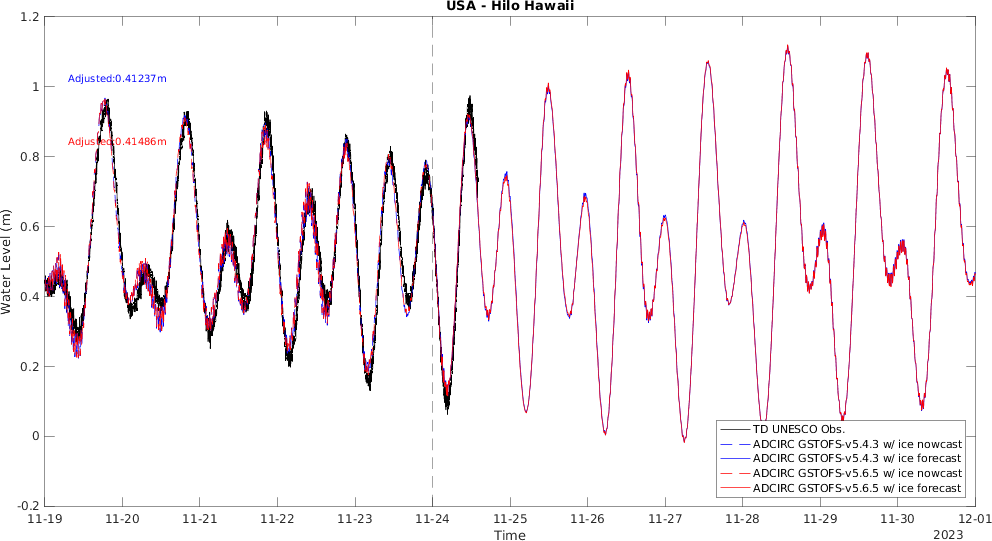 USA - Hilo Hawaii
1.2
1
0.8
0.6
0.4
0.2
0
-0.2
Water Level (m)
Adjusted:0.41237m
Adjusted:0.41486m
TD UNESCO Obs.
ADCIRC GSTOFS-v5.4.3 w/ ice nowcast
ADCIRC GSTOFS-v5.4.3 w/ ice forecast
ADCIRC GSTOFS-v5.6.5 w/ ice nowcast
ADCIRC GSTOFS-v5.6.5 w/ ice forecast
11-19 11-20 11-21 11-22 11-23 11-24 11-25 11-26 11-27 11-28 11-29 11-30 12-01
Time
2023